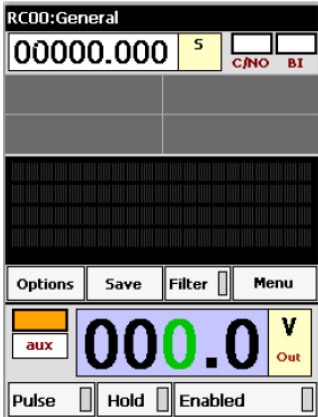 RC00:General
00000.000 S
C/NO BI
Options Save Filter Menu
aux 000.0 V
Out
Pulse Hold Enabled